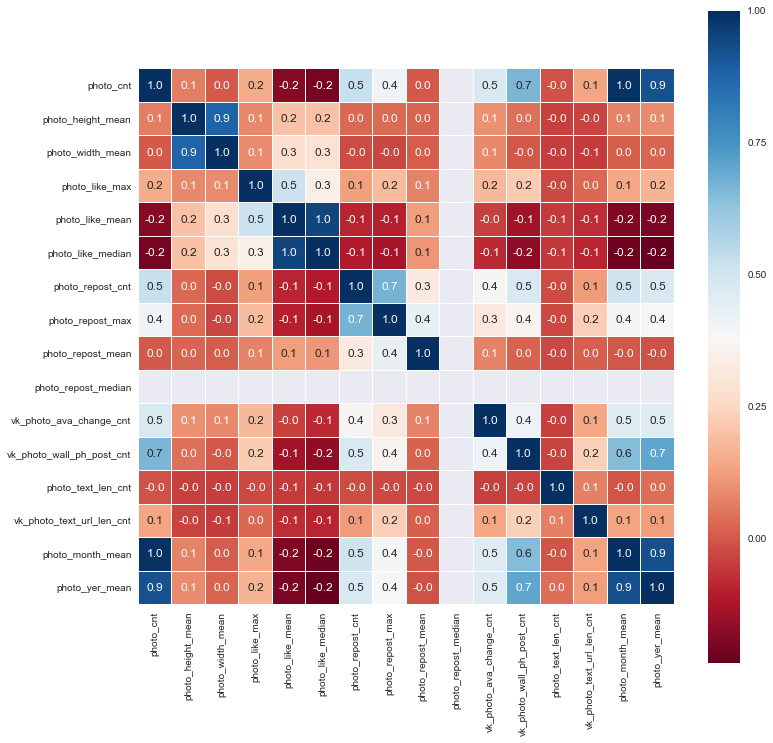 1.00
photo_cnt 1.0 0.1 0.0 0.2 -0.2 -0.2 0.5 0.4 0.0 0.5 0.7 -0.0 0.1 1.0 0.9
photo_height_mean 0.1 1.0 0.9 0.1 0.2 0.2 0.0 0.0 0.0 0.1 0.0 -0.0 -0.0 0.1 0.1
0.75
photo_width_mean 0.0 0.9 1.0 0.1 0.3 0.3 -0.0 -0.0 0.0 0.1 -0.0 -0.0 -0.1 0.0 0.0
photo_like_max 0.2 0.1 0.1 1.0 0.5 0.3 0.1 0.2 0.1 0.2 0.2 -0.0 0.0 0.1 0.2
photo_like_mean -0.2 0.2 0.3 0.5 1.0 1.0 -0.1 -0.1 0.1 -0.0 -0.1 -0.1 -0.1 -0.2 -0.2
photo_like_median -0.2 0.2 0.3 0.3 1.0 1.0 -0.1 -0.1 0.1 -0.1 -0.2 -0.1 -0.1 -0.2 -0.2
0.50
photo_repost_cnt 0.5 0.0 -0.0 0.1 -0.1 -0.1 1.0 0.7 0.3 0.4 0.5 -0.0 0.1 0.5 0.5
photo_repost_max 0.4 0.0 -0.0 0.2 -0.1 -0.1 0.7 1.0 0.4 0.3 0.4 -0.0 0.2 0.4 0.4
photo_repost_mean 0.0 0.0 0.0 0.1 0.1 0.1 0.3 0.4 1.0 0.1 0.0 -0.0 0.0 -0.0 -0.0
photo_repost_median
0.25
vk_photo_ava_change_cnt 0.5 0.1 0.1 0.2 -0.0 -0.1 0.4 0.3 0.1 1.0 0.4 -0.0 0.1 0.5 0.5
vk_photo_wall_ph_post_cnt 0.7 0.0 -0.0 0.2 -0.1 -0.2 0.5 0.4 0.0 0.4 1.0 -0.0 0.2 0.6 0.7
photo_text_len_cnt -0.0 -0.0 -0.0 -0.0 -0.1 -0.1 -0.0 -0.0 -0.0 -0.0 -0.0 1.0 0.1 -0.0 0.0
vk_photo_text_url_len_cnt 0.1 -0.0 -0.1 0.0 -0.1 -0.1 0.1 0.2 0.0 0.1 0.2 0.1 1.0 0.1 0.1
0.00
photo_month_mean 1.0 0.1 0.0 0.1 -0.2 -0.2 0.5 0.4 -0.0 0.5 0.6 -0.0 0.1 1.0 0.9
photo_yer_mean 0.9 0.1 0.0 0.2 -0.2 -0.2 0.5 0.4 -0.0 0.5 0.7 0.0 0.1 0.9 1.0
photo_cnt
photo_height_mean
photo_width_mean
photo_like_max
photo_like_mean
photo_like_median
photo_repost_cnt
photo_repost_max
photo_repost_mean
photo_repost_median
vk_photo_ava_change_cnt
vk_photo_wall_ph_post_cnt
photo_text_len_cnt
vk_photo_text_url_len_cnt
photo_month_mean
photo_yer_mean